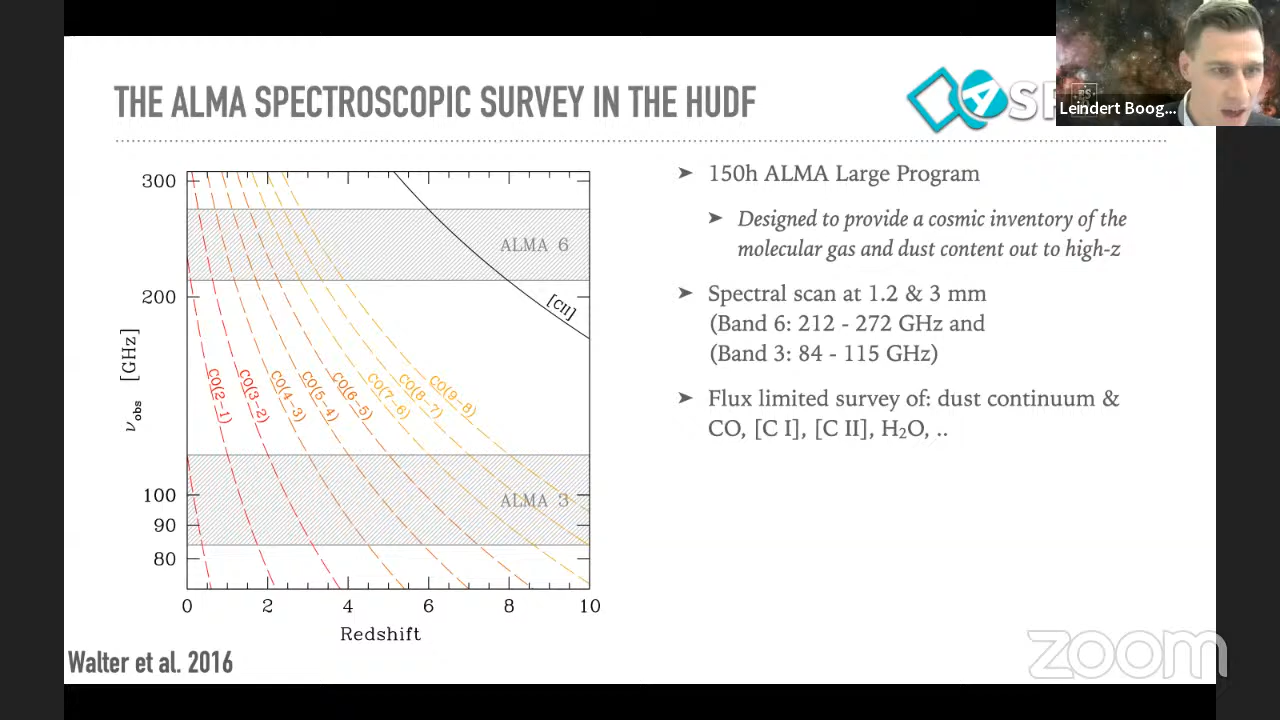 THE ALMA SPECTROSCOPIC SURVEY IN THE HUDF
A
Leindert Boog...
300
200
100
90
80
ν_obs [GHz]
ALMA 6
[CII]
CO(2-1)
CO(3-2)
CO(4-3)
CO(5-4)
CO(6-5)
CO(7-6)
CO(8-7)
CO(9-8)
ALMA 3
0 2 4 6 8 10
Redshift
➤ 150h ALMA Large Program
➤ Designed to provide a cosmic inventory of the
molecular gas and dust content out to high-z
➤ Spectral scan at 1.2 & 3 mm
(Band 6: 212 - 272 GHz and
(Band 3: 84 - 115 GHz)
➤ Flux limited survey of: dust continuum &
CO, [C I], [C II], H₂O, ..
Walter et al. 2016
zoom